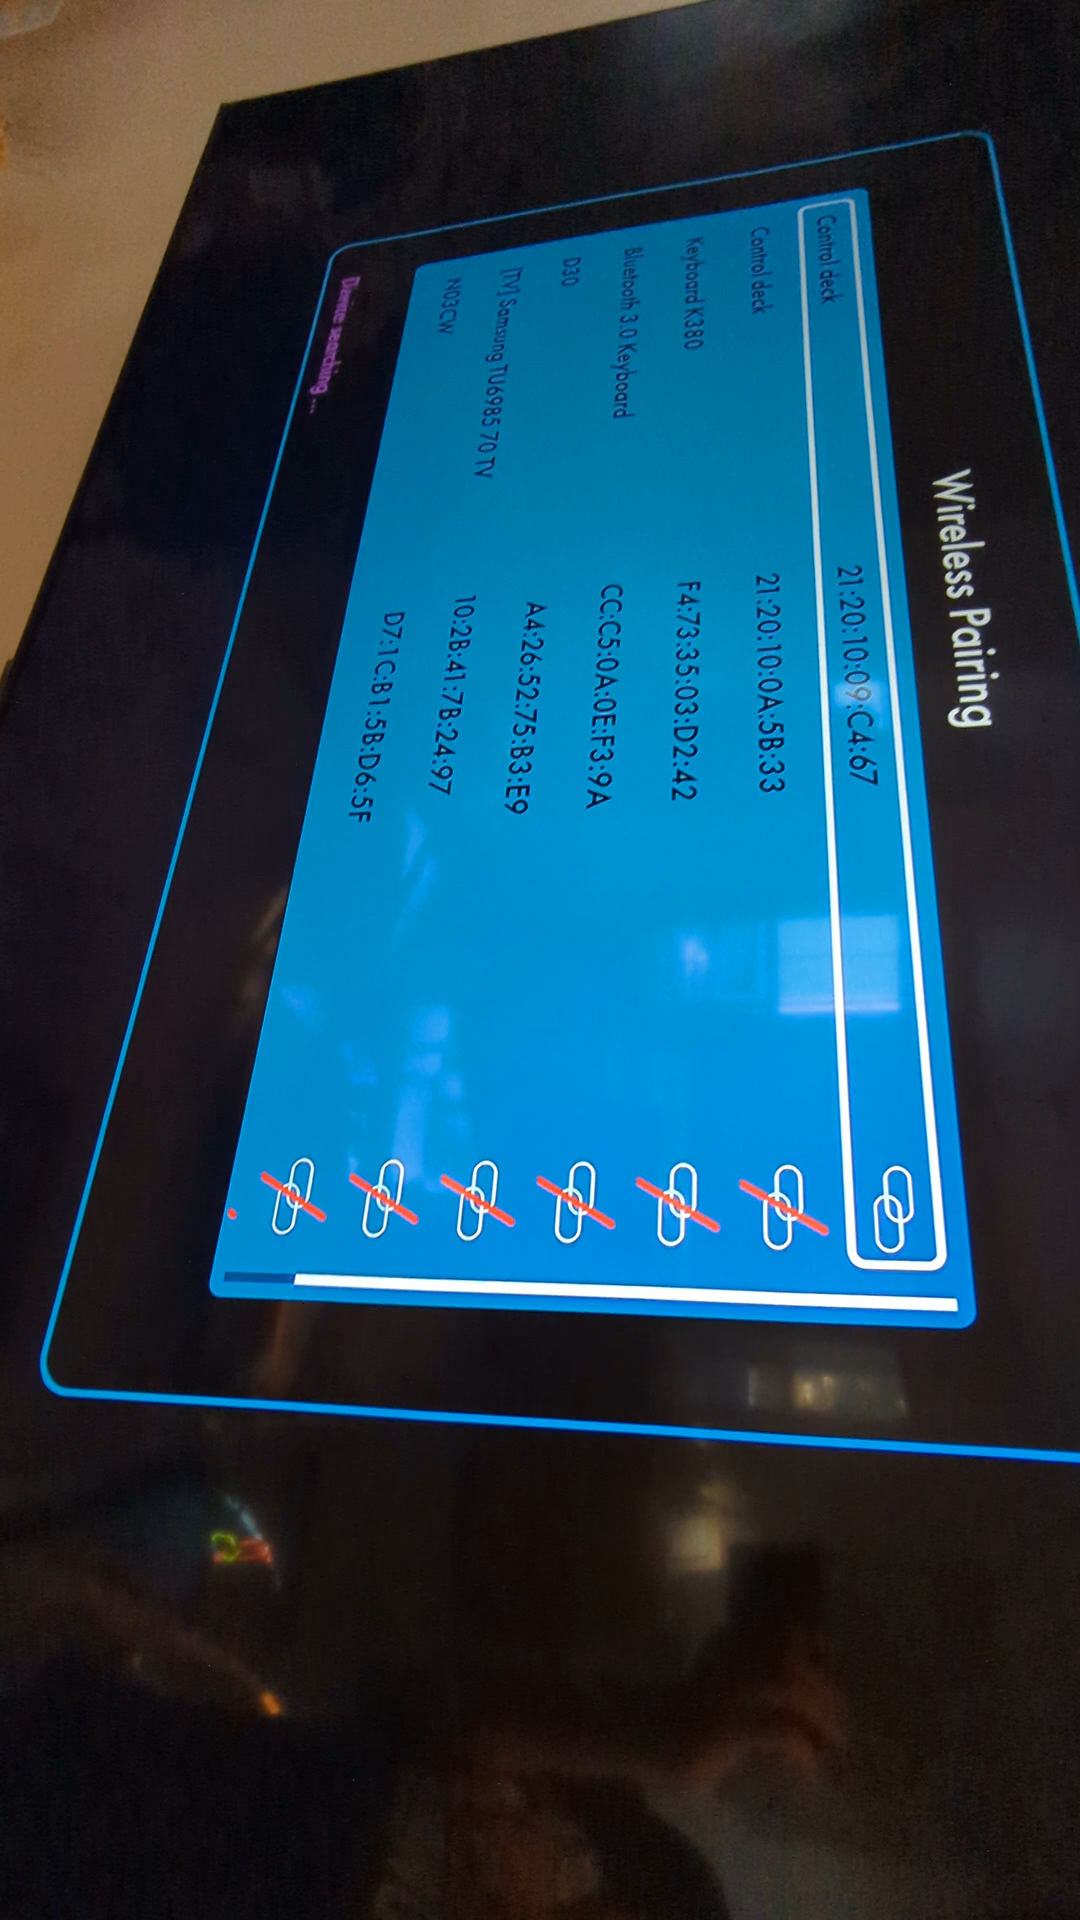 Wireless Pairing
Control deck 21:20:10:09:C4:67
Control deck 21:20:10:0A:5B:33
Keyboard K380 F4:73:35:03:D2:42
Bluetooth 3.0 Keyboard CC:C5:0A:0E:F3:9A
D30 A4:26:52:75:B3:E9
[TV] Samsung TU6985 70 TV 10:2B:41:7B:24:97
N03CW D7:1C:B1:5B:D6:5F
Device searching...